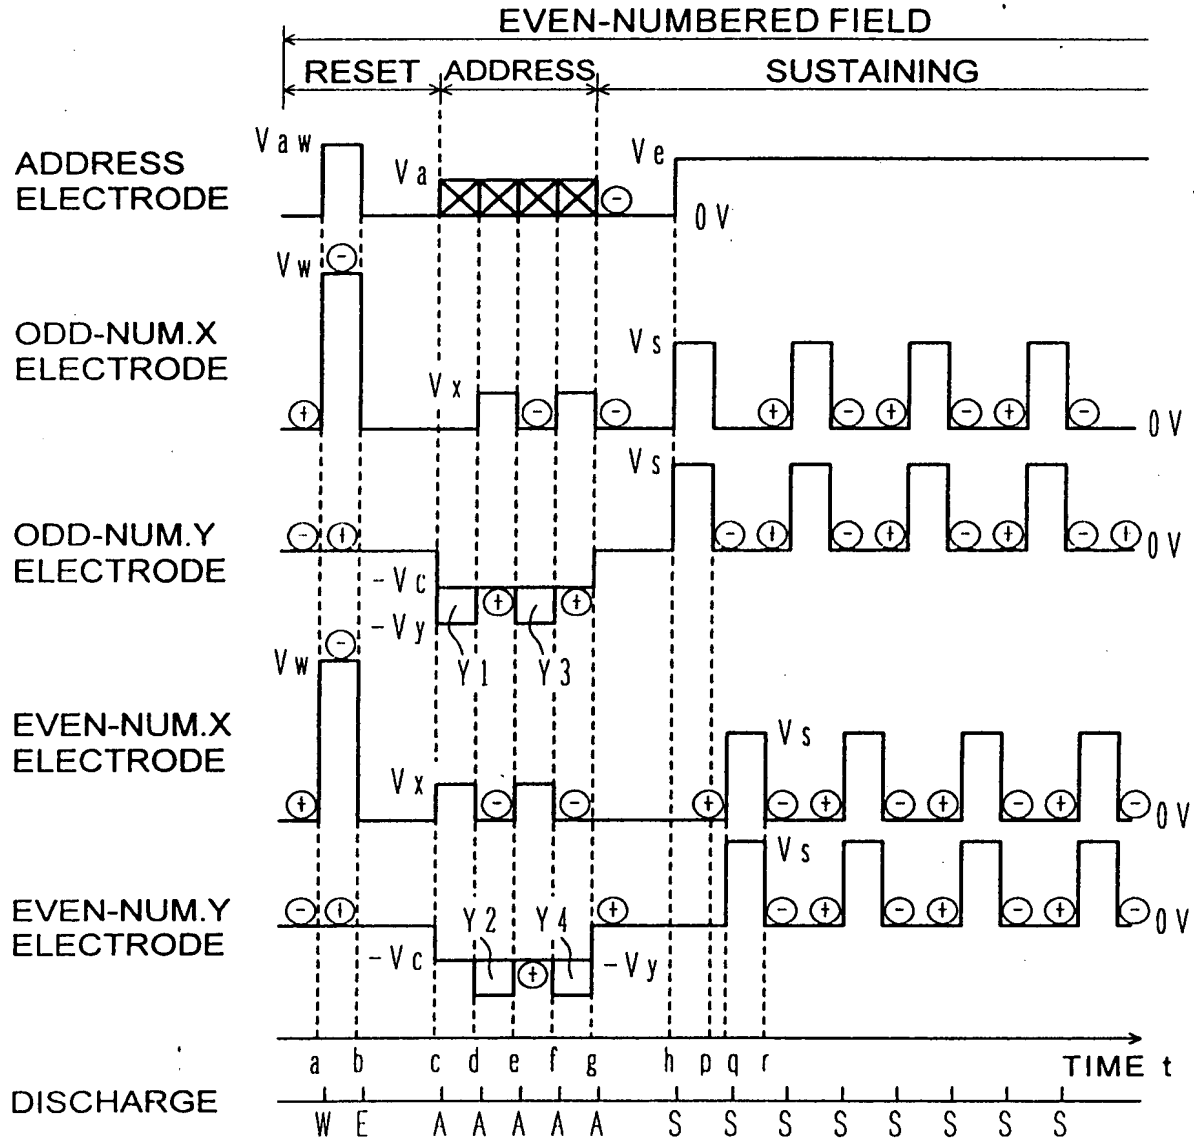 EVEN-NUMBERED FIELD
RESET ADDRESS SUSTAINING
ADDRESS
ELECTRODE
Vaw Va - Ve 0V
ODD-NUM.X
ELECTRODE
Vw - Vs
Vx + - - + - + - + - 0V
ODD-NUM.Y
ELECTRODE
Vs
- + - + - + - + - + 0V
-Vc + +
-Vy Y1 Y3
EVEN-NUM.X
ELECTRODE
Vw - Vs
Vx + - - + - + - + - + - 0V
EVEN-NUM.Y
ELECTRODE
Vs
- + Y2 Y4 + - + - + - + - 0V
-Vc + -Vy
a b c d e f g h p q r TIME t
DISCHARGE
W E A A A A A S S S S S S S S